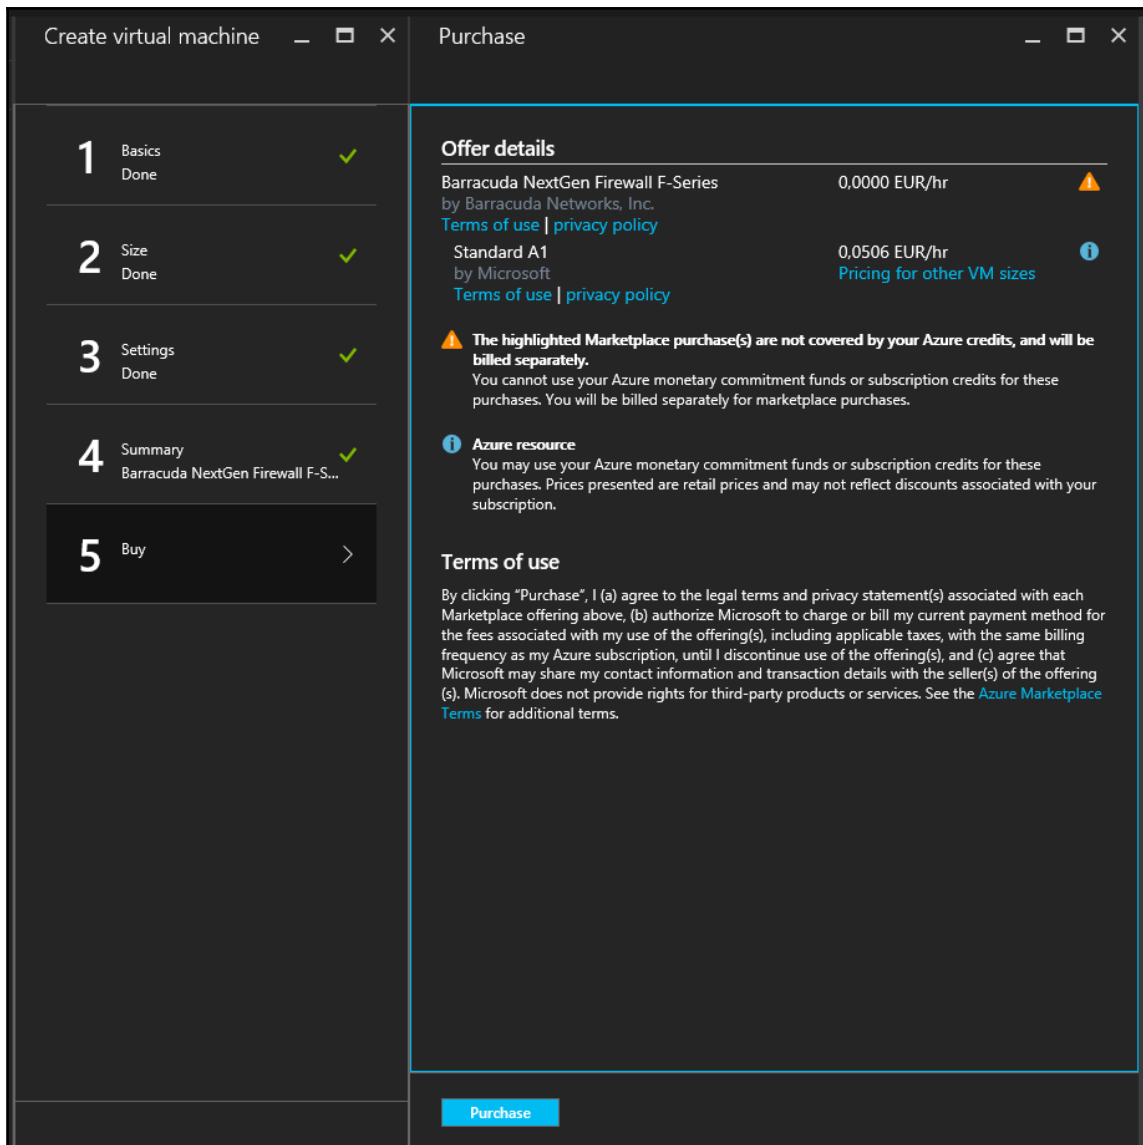 Create virtual machine
Purchase
1
Basics
Done
2
Size
Done
3
Settings
Done
4
Summary
Barracuda NextGen Firewall F-S...
5
Buy
Offer details
Barracuda NextGen Firewall F-Series 0,0000 EUR/hr
by Barracuda Networks, Inc.
Terms of use | privacy policy
Standard A1 0,0506 EUR/hr
by Microsoft Pricing for other VM sizes
Terms of use | privacy policy
The highlighted Marketplace purchase(s) are not covered by your Azure credits, and will be
billed separately.
You cannot use your Azure monetary commitment funds or subscription credits for these
purchases. You will be billed separately for marketplace purchases.
Azure resource
You may use your Azure monetary commitment funds or subscription credits for these
purchases. Prices presented are retail prices and may not reflect discounts associated with your
subscription.
Terms of use
By clicking "Purchase", I (a) agree to the legal terms and privacy statement(s) associated with each
Marketplace offering above, (b) authorize Microsoft to charge or bill my current payment method for
the fees associated with my use of the offering(s), including applicable taxes, with the same billing
frequency as my Azure subscription, until I discontinue use of the offering(s), and (c) agree that
Microsoft may share my contact information and transaction details with the seller(s) of the offering
(s). Microsoft does not provide rights for third-party products or services. See the Azure Marketplace
Terms for additional terms.
Purchase